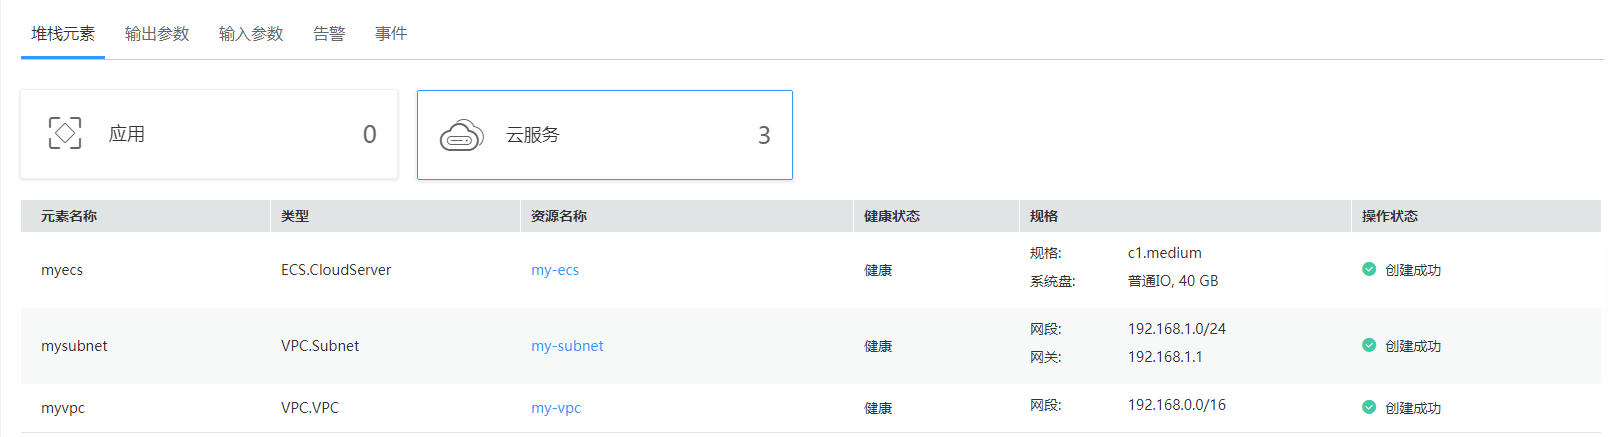 堆栈元素 输出参数 输入参数 告警 事件
应用 0 云服务 3
元素名称 类型 资源名称 健康状态 规格 操作状态
myecs ECS.CloudServer my-ecs 健康 规格: c1.medium 创建成功
系统盘: 普通IO, 40 GB
mysubnet VPC.Subnet my-subnet 健康 网段: 192.168.1.0/24 创建成功
网关: 192.168.1.1
myvpc VPC.VPC my-vpc 健康 网段: 192.168.0.0/16 创建成功